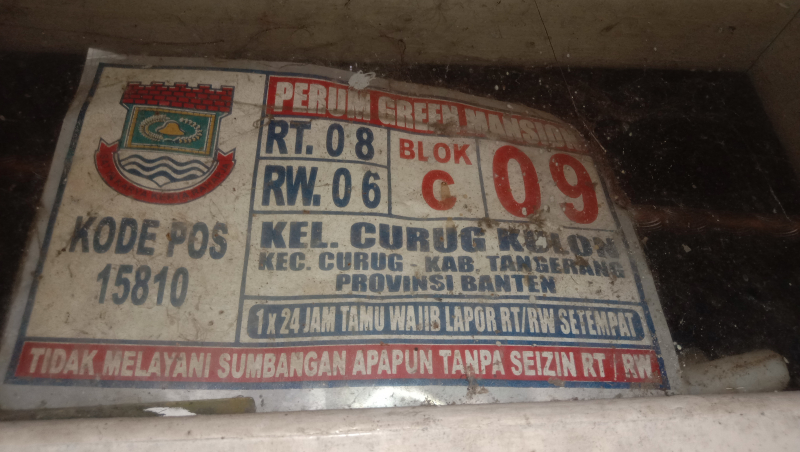 PERUM GREEN MANSION
RT. 08
RW. 06
BLOK
C
09
KODE POS
15810
KEL. CURUG KULON
KEC. CURUG - KAB. TANGERANG
PROVINSI BANTEN
1 x 24 JAM TAMU WAJIB LAPOR RT/RW SETEMPAT
TIDAK MELAYANI SUMBANGAN APAPUN TANPA SEIZIN RT / RW